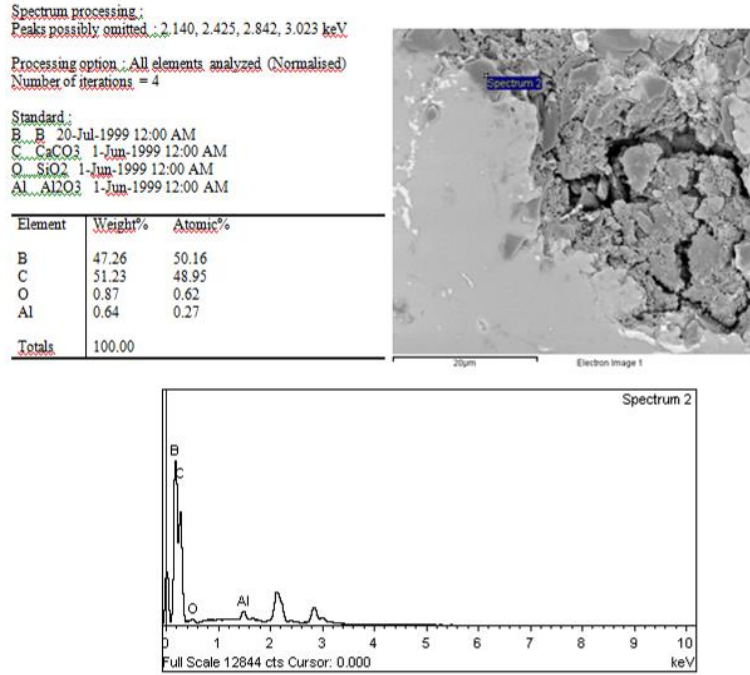 Spectrum processing :
Peaks possibly omitted : 2.140, 2.425, 2.842, 3.023 keV
Processing option : All elements analyzed (Normalised)
Number of iterations = 4
Standard :
B B 20-Jul-1999 12:00 AM
C CaCO3 1-Jun-1999 12:00 AM
O SiO2 1-Jun-1999 12:00 AM
Al Al2O3 1-Jun-1999 12:00 AM
Element Weight% Atomic%
B 47.26 50.16
C 51.23 48.95
O 0.87 0.62
Al 0.64 0.27
Totals 100.00
Spectrum 2
20µm Electron Image 1
Spectrum 2
B
C
O
Al
0 1 2 3 4 5 6 7 8 9 10
Full Scale 12844 cts Cursor: 0.000 keV